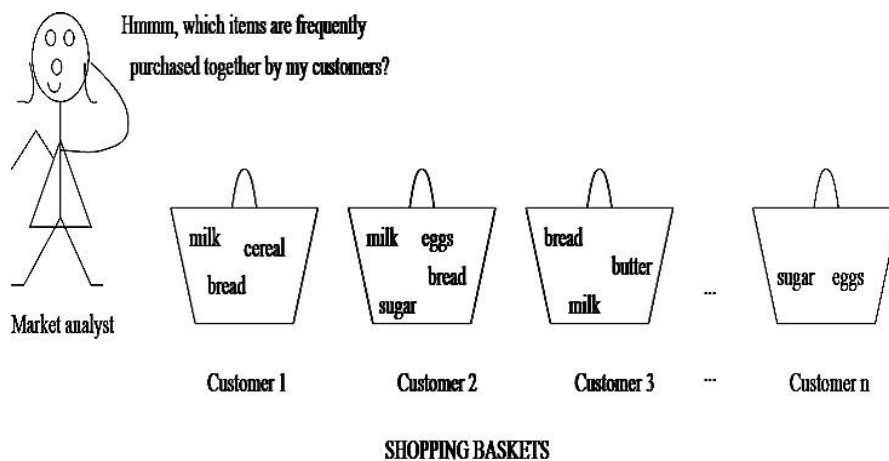 Hmmm, which items are frequently
purchased together by my customers?
milk
cereal
bread
milk eggs
bread
sugar
bread
butter
milk
...
sugar eggs
Market analyst
Customer 1 Customer 2 Customer 3 ... Customer n
SHOPPING BASKETS